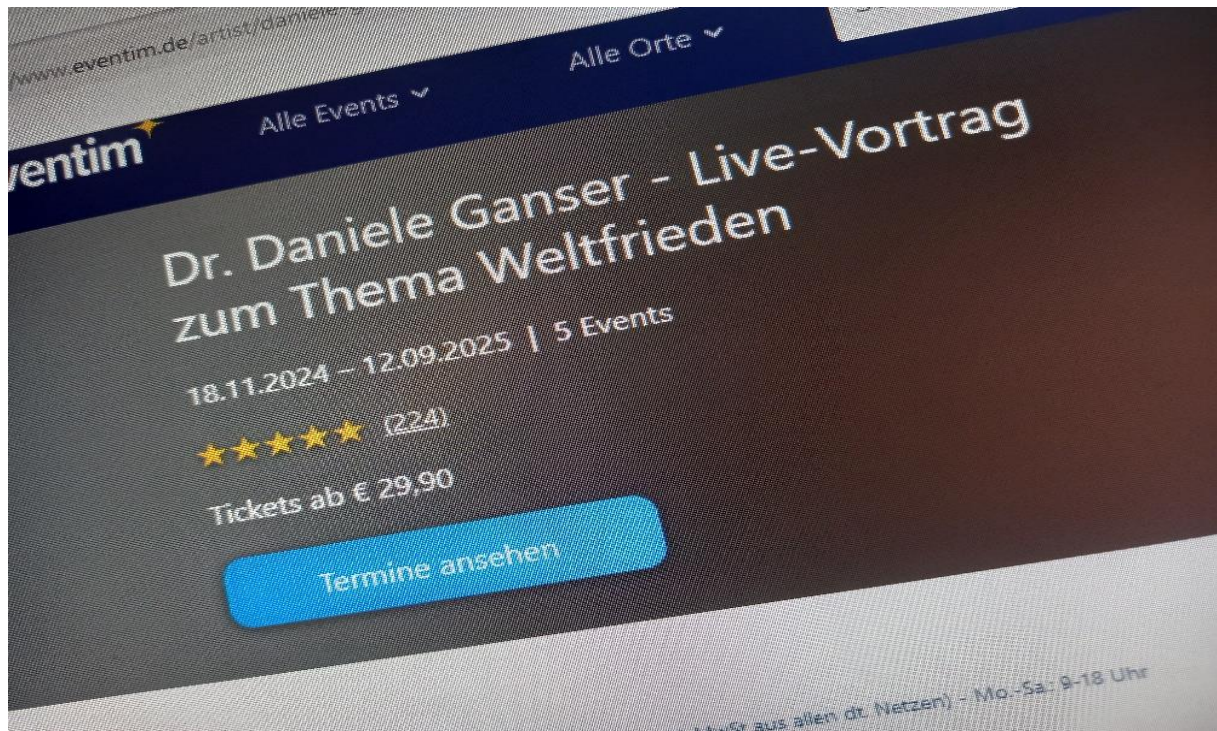 www.eventim.de/artist/daniele-g
Alle Events
Alle Orte
ventim
Dr. Daniele Ganser - Live-Vortrag
zum Thema Weltfrieden
18.11.2024 – 12.09.2025 | 5 Events
(224)
Tickets ab € 29,90
Termine ansehen
MwSt aus allen dt. Netzen) - Mo.-Sa.: 9-18 Uhr